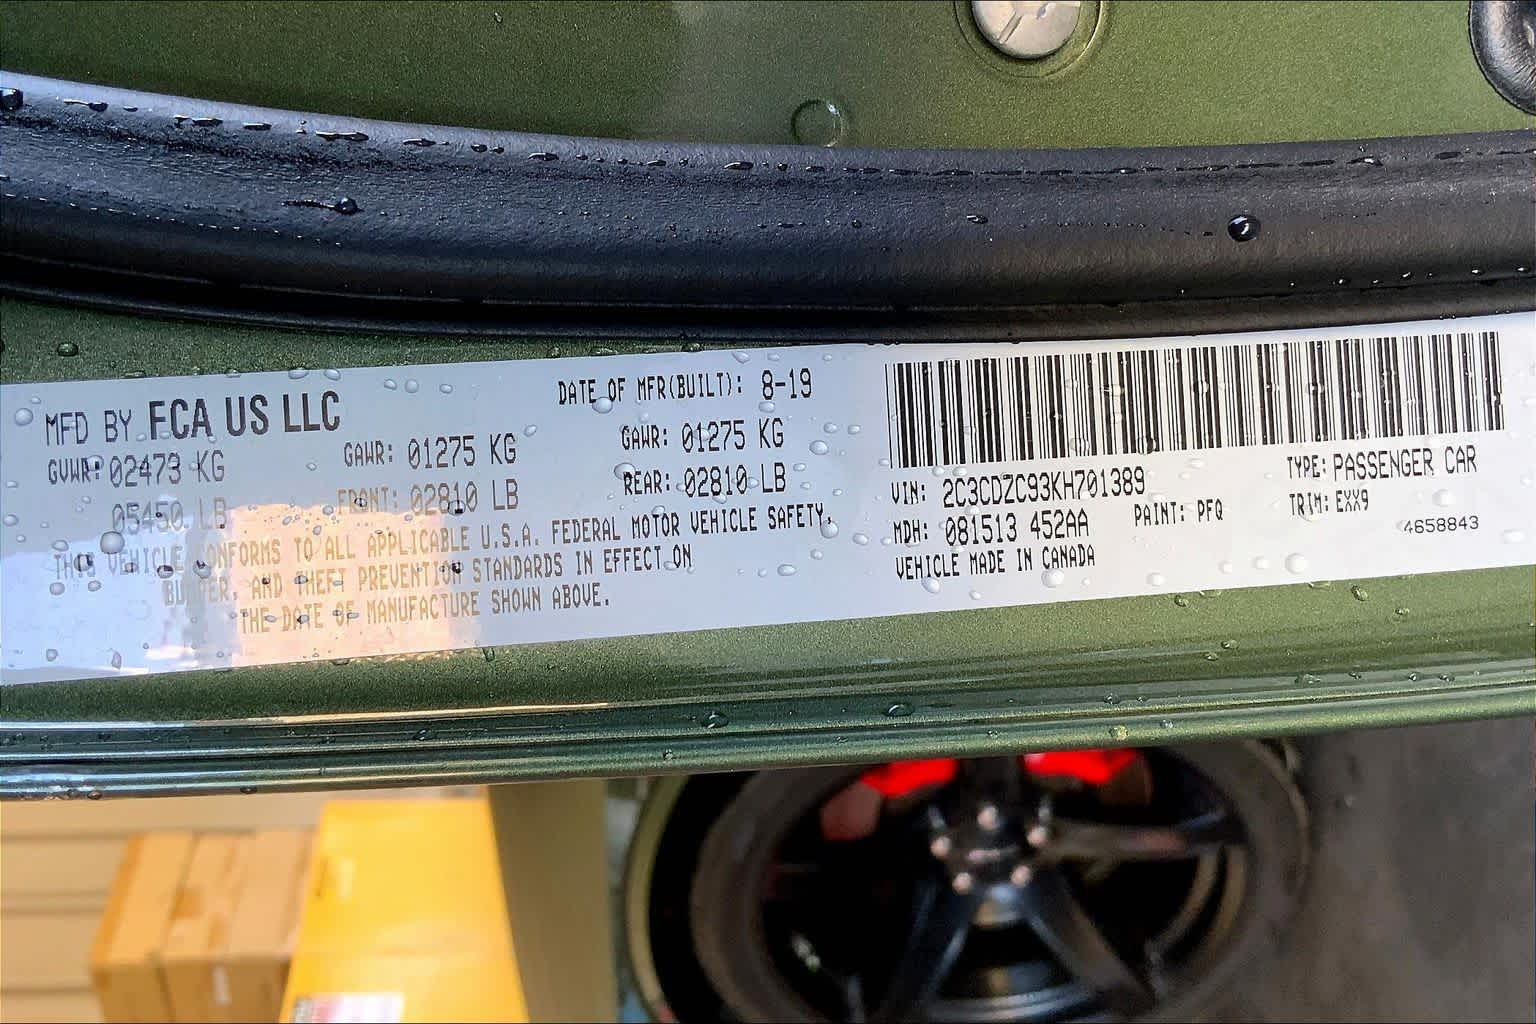 MFD BY FCA US LLC
DATE OF MFR(BUILT): 8-19
GVWR: 02473 KG
05450 LB
GAWR: 01275 KG
FRONT: 02810 LB
GAWR: 01275 KG
REAR: 02810 LB
THIS VEHICLE CONFORMS TO ALL APPLICABLE U.S.A. FEDERAL MOTOR VEHICLE SAFETY,
BUMPER, AND THEFT PREVENTION STANDARDS IN EFFECT ON
THE DATE OF MANUFACTURE SHOWN ABOVE.
VIN: 2C3CDZC93KH701389
TYPE: PASSENGER CAR
MDH: 081513 452AA
PAINT: PFQ
TRIM: EXX9
VEHICLE MADE IN CANADA
4658843